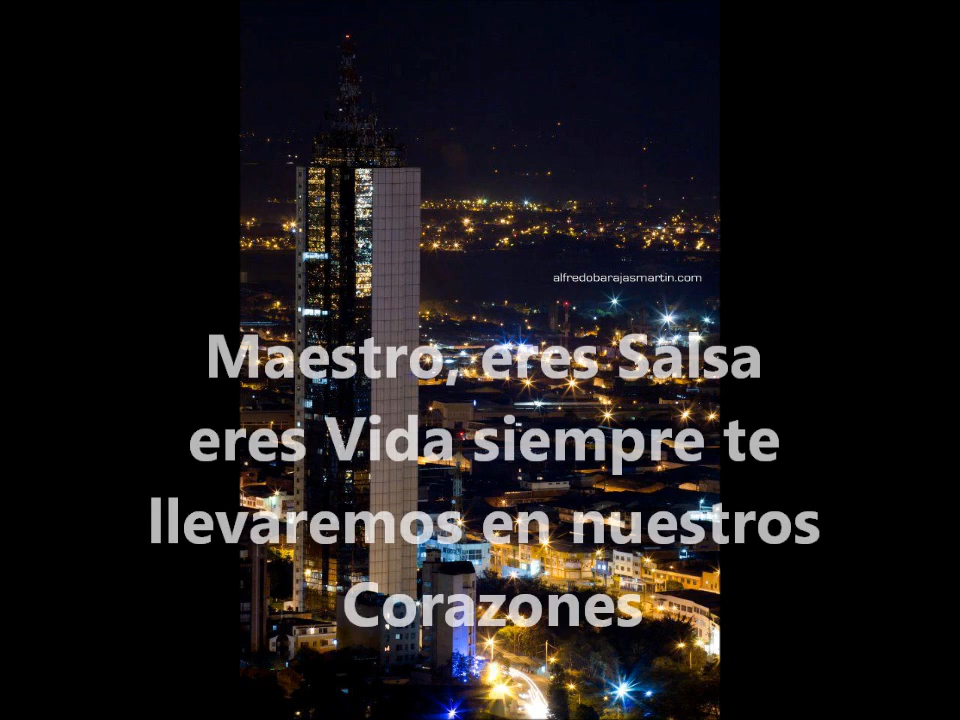 alfredobarajasmartin.com
Maestro, eres Salsa
eres Vida siempre te
llevaremos en nuestros
Corazones